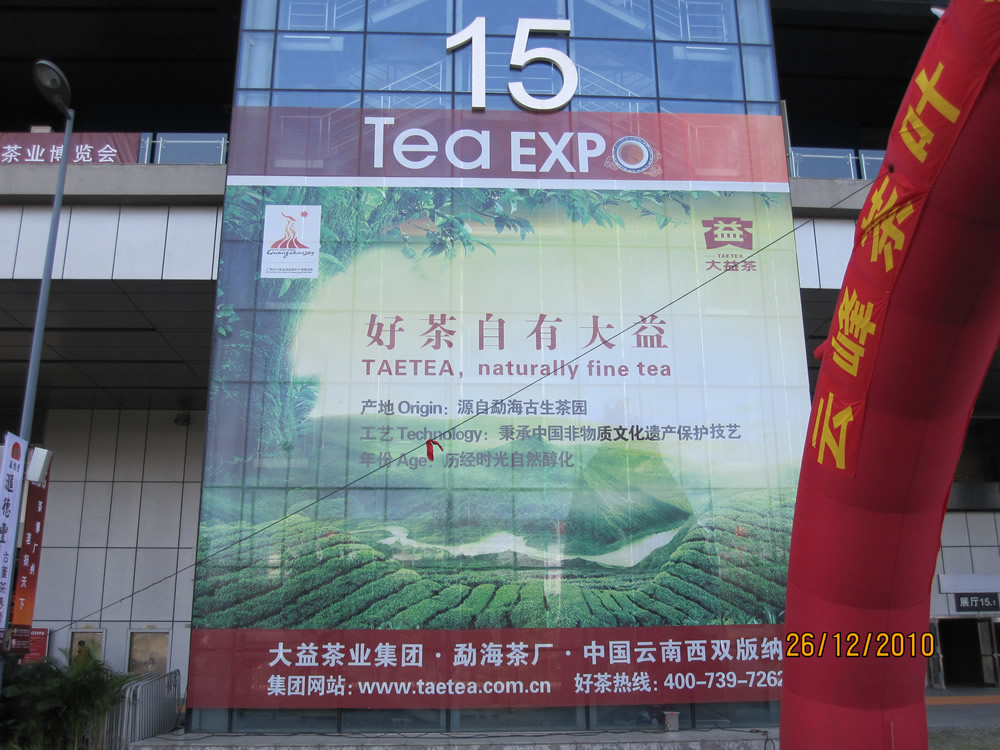 15
Tea EXPO
茶业博览会
Guangzhou
TAETEA
大益茶
好茶自有大益
TAETEA, naturally fine tea
产地 Origin: 源自勐海古生茶园
工艺 Technology: 秉承中国非物质文化遗产保护技艺
年份 Age: 历经时光自然醇化
大益茶业集团·勐海茶厂·中国云南西双版纳
集团网站: www.taetea.com.cn 好茶热线: 400-739-7262
云峰茶叶
展厅15.1
26/12/2010